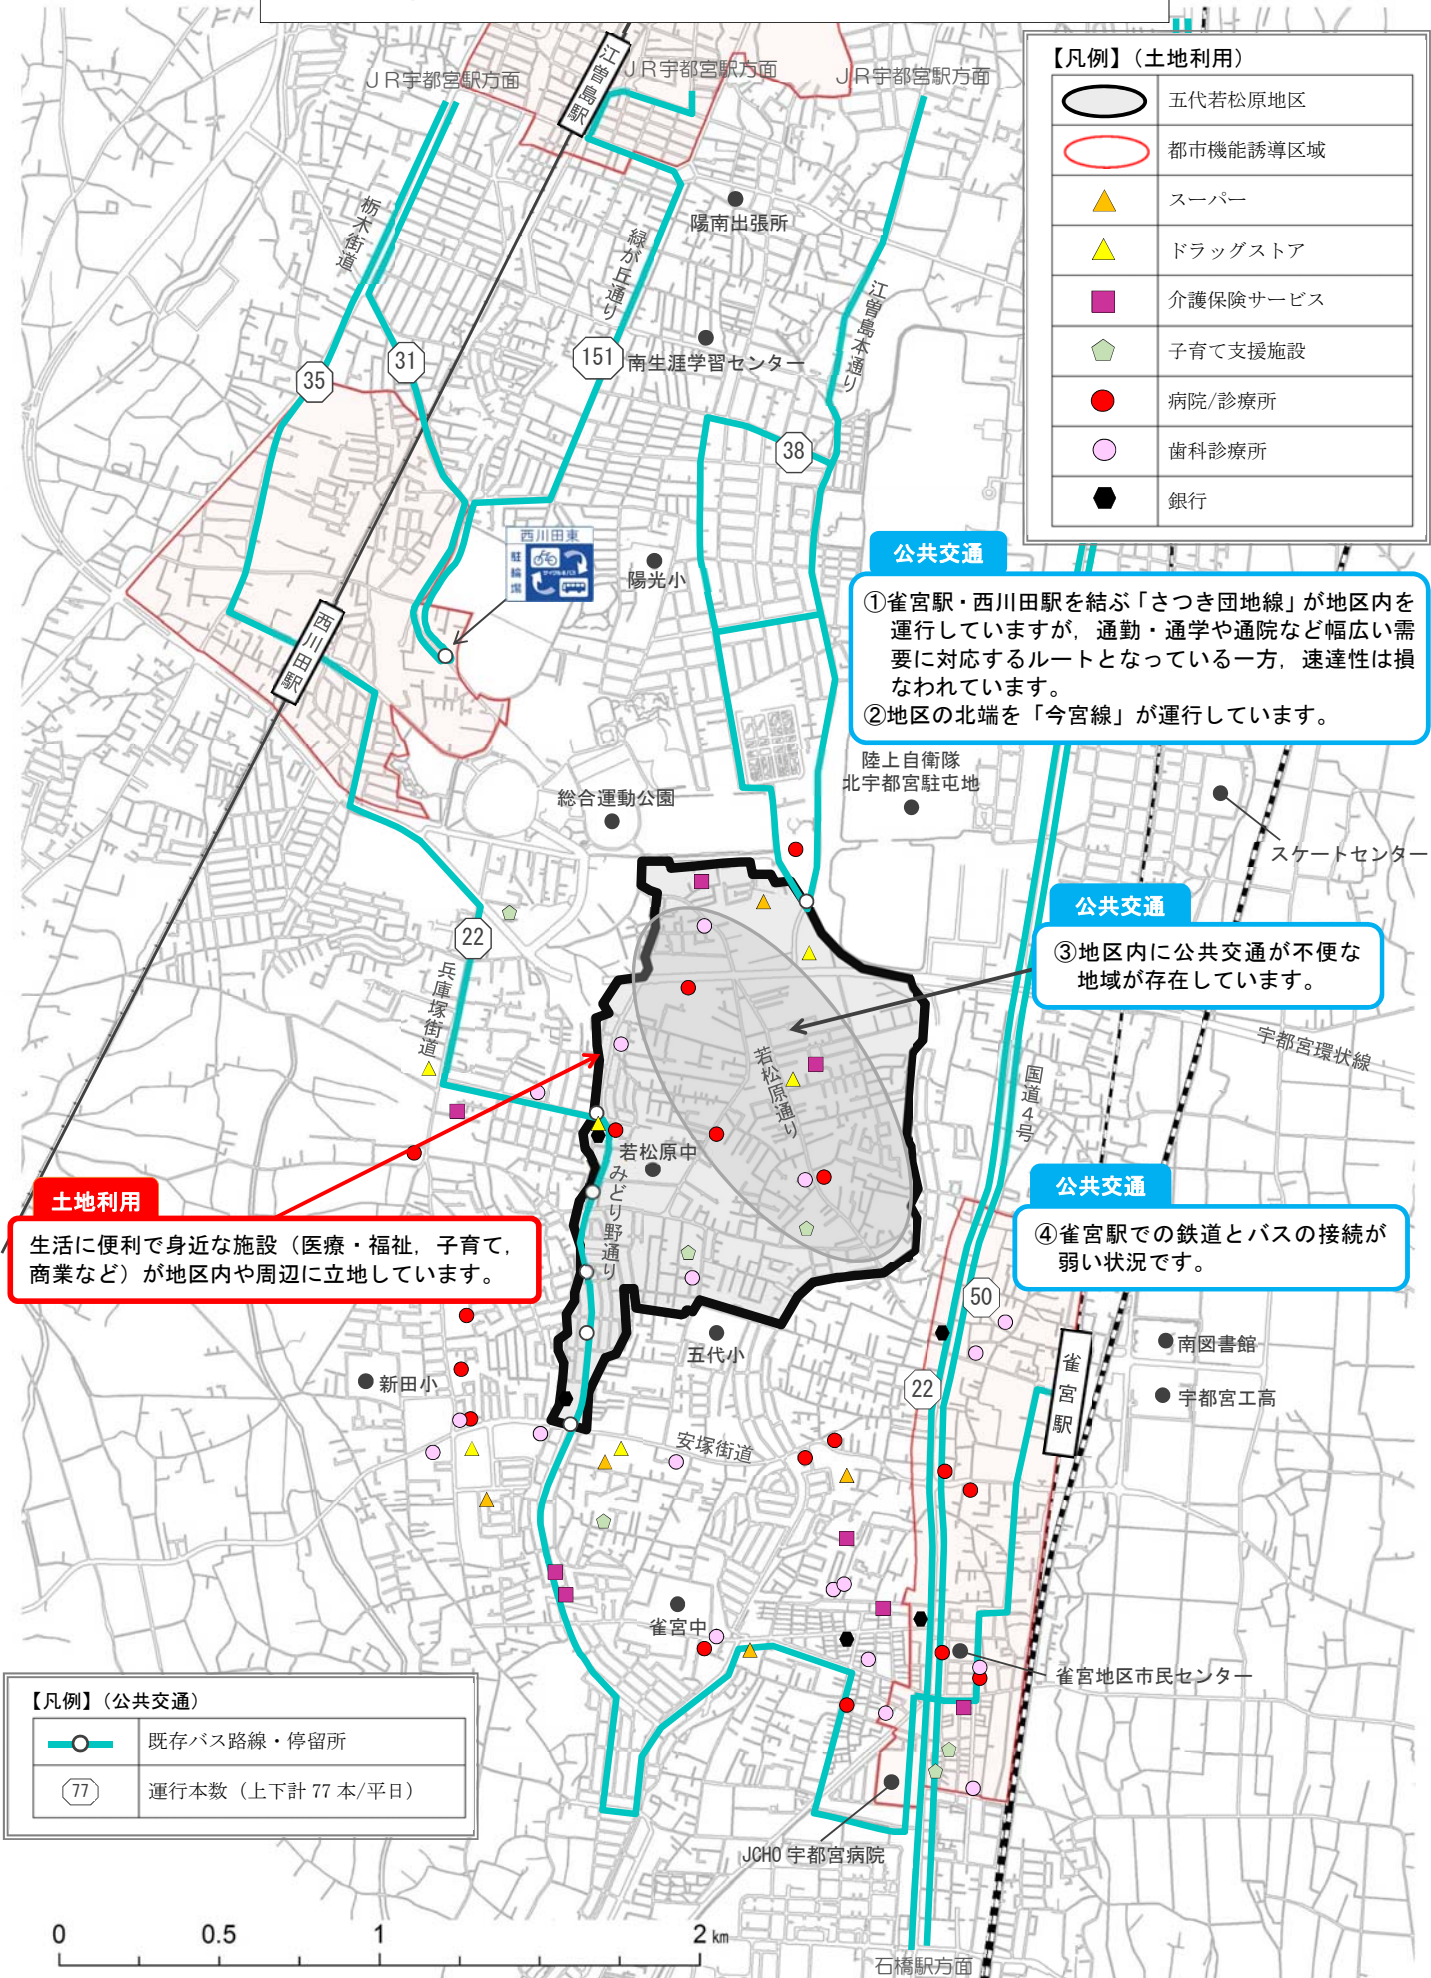 ＪＲ宇都宮駅方面
江曽島駅
ＪＲ宇都宮駅方面
ＪＲ宇都宮駅方面
【凡例】（土地利用）
五代若松原地区
都市機能誘導区域
スーパー
ドラッグストア
介護保険サービス
子育て支援施設
病院/診療所
歯科診療所
銀行
栃木街道
緑が丘通り
陽南出張所
江曽島本通り
南生涯学習センター
35
31
151
38
西川田東
駐輪場
サイクル＆バス
陽光小
西川田駅
公共交通
①雀宮駅・西川田駅を結ぶ「さつき団地線」が地区内を
運行していますが，通勤・通学や通院など幅広い需
要に対応するルートとなっている一方，速達性は損
なわれています。
②地区の北端を「今宮線」が運行しています。
陸上自衛隊
北宇都宮駐屯地
総合運動公園
スケートセンター
公共交通
③地区内に公共交通が不便な
地域が存在しています。
22
兵庫塚街道
宇都宮環状線
若松原通り
国道４号
若松原中
みどり野通り
土地利用
生活に便利で身近な施設（医療・福祉，子育て，
商業など）が地区内や周辺に立地しています。
公共交通
④雀宮駅での鉄道とバスの接続が
弱い状況です。
50
五代小
雀宮駅
南図書館
新田小
22
宇都宮工高
安塚街道
雀宮中
雀宮地区市民センター
【凡例】（公共交通）
既存バス路線・停留所
77
運行本数（上下計 77 本/平日）
JCHO 宇都宮病院
0
0.5
1
2 km
石橋駅方面